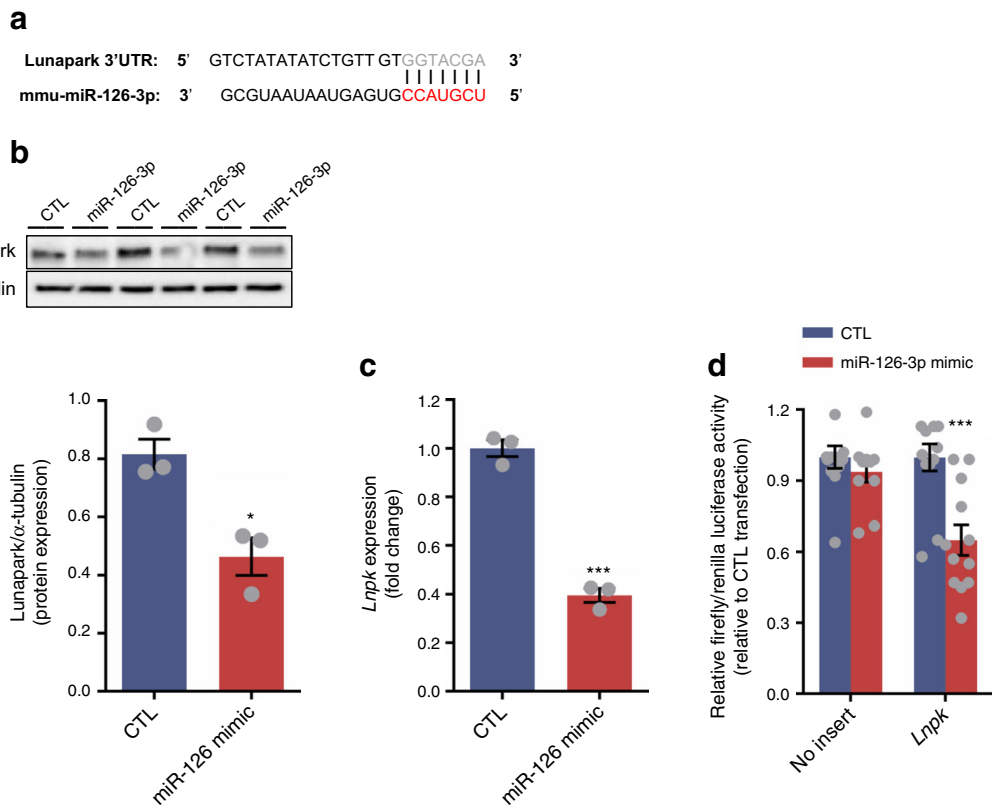 a
Lunapark 3'UTR: 5' GTCTATATATCTGTT GTGGTACGA 3'
mmu-miR-126-3p: 3' GCGUAAUAAUGAGUGCCAUGCU 5'
b
CTL miR-126-3p CTL miR-126-3p CTL miR-126-3p
rk
lin
Lunapark/α-tubulin
(protein expression)
1.0
0.8
0.6
0.4
0.2
0.0
*
CTL
miR-126 mimic
c
Lnpk expression
(fold change)
1.2
1.0
0.8
0.6
0.4
0.2
0.0
***
CTL
miR-126 mimic
d
CTL
miR-126-3p mimic
Relative firefly/renilla luciferase activity
(relative to CTL transfection)
1.2
0.9
0.6
0.3
0.0
***
No insert
Lnpk